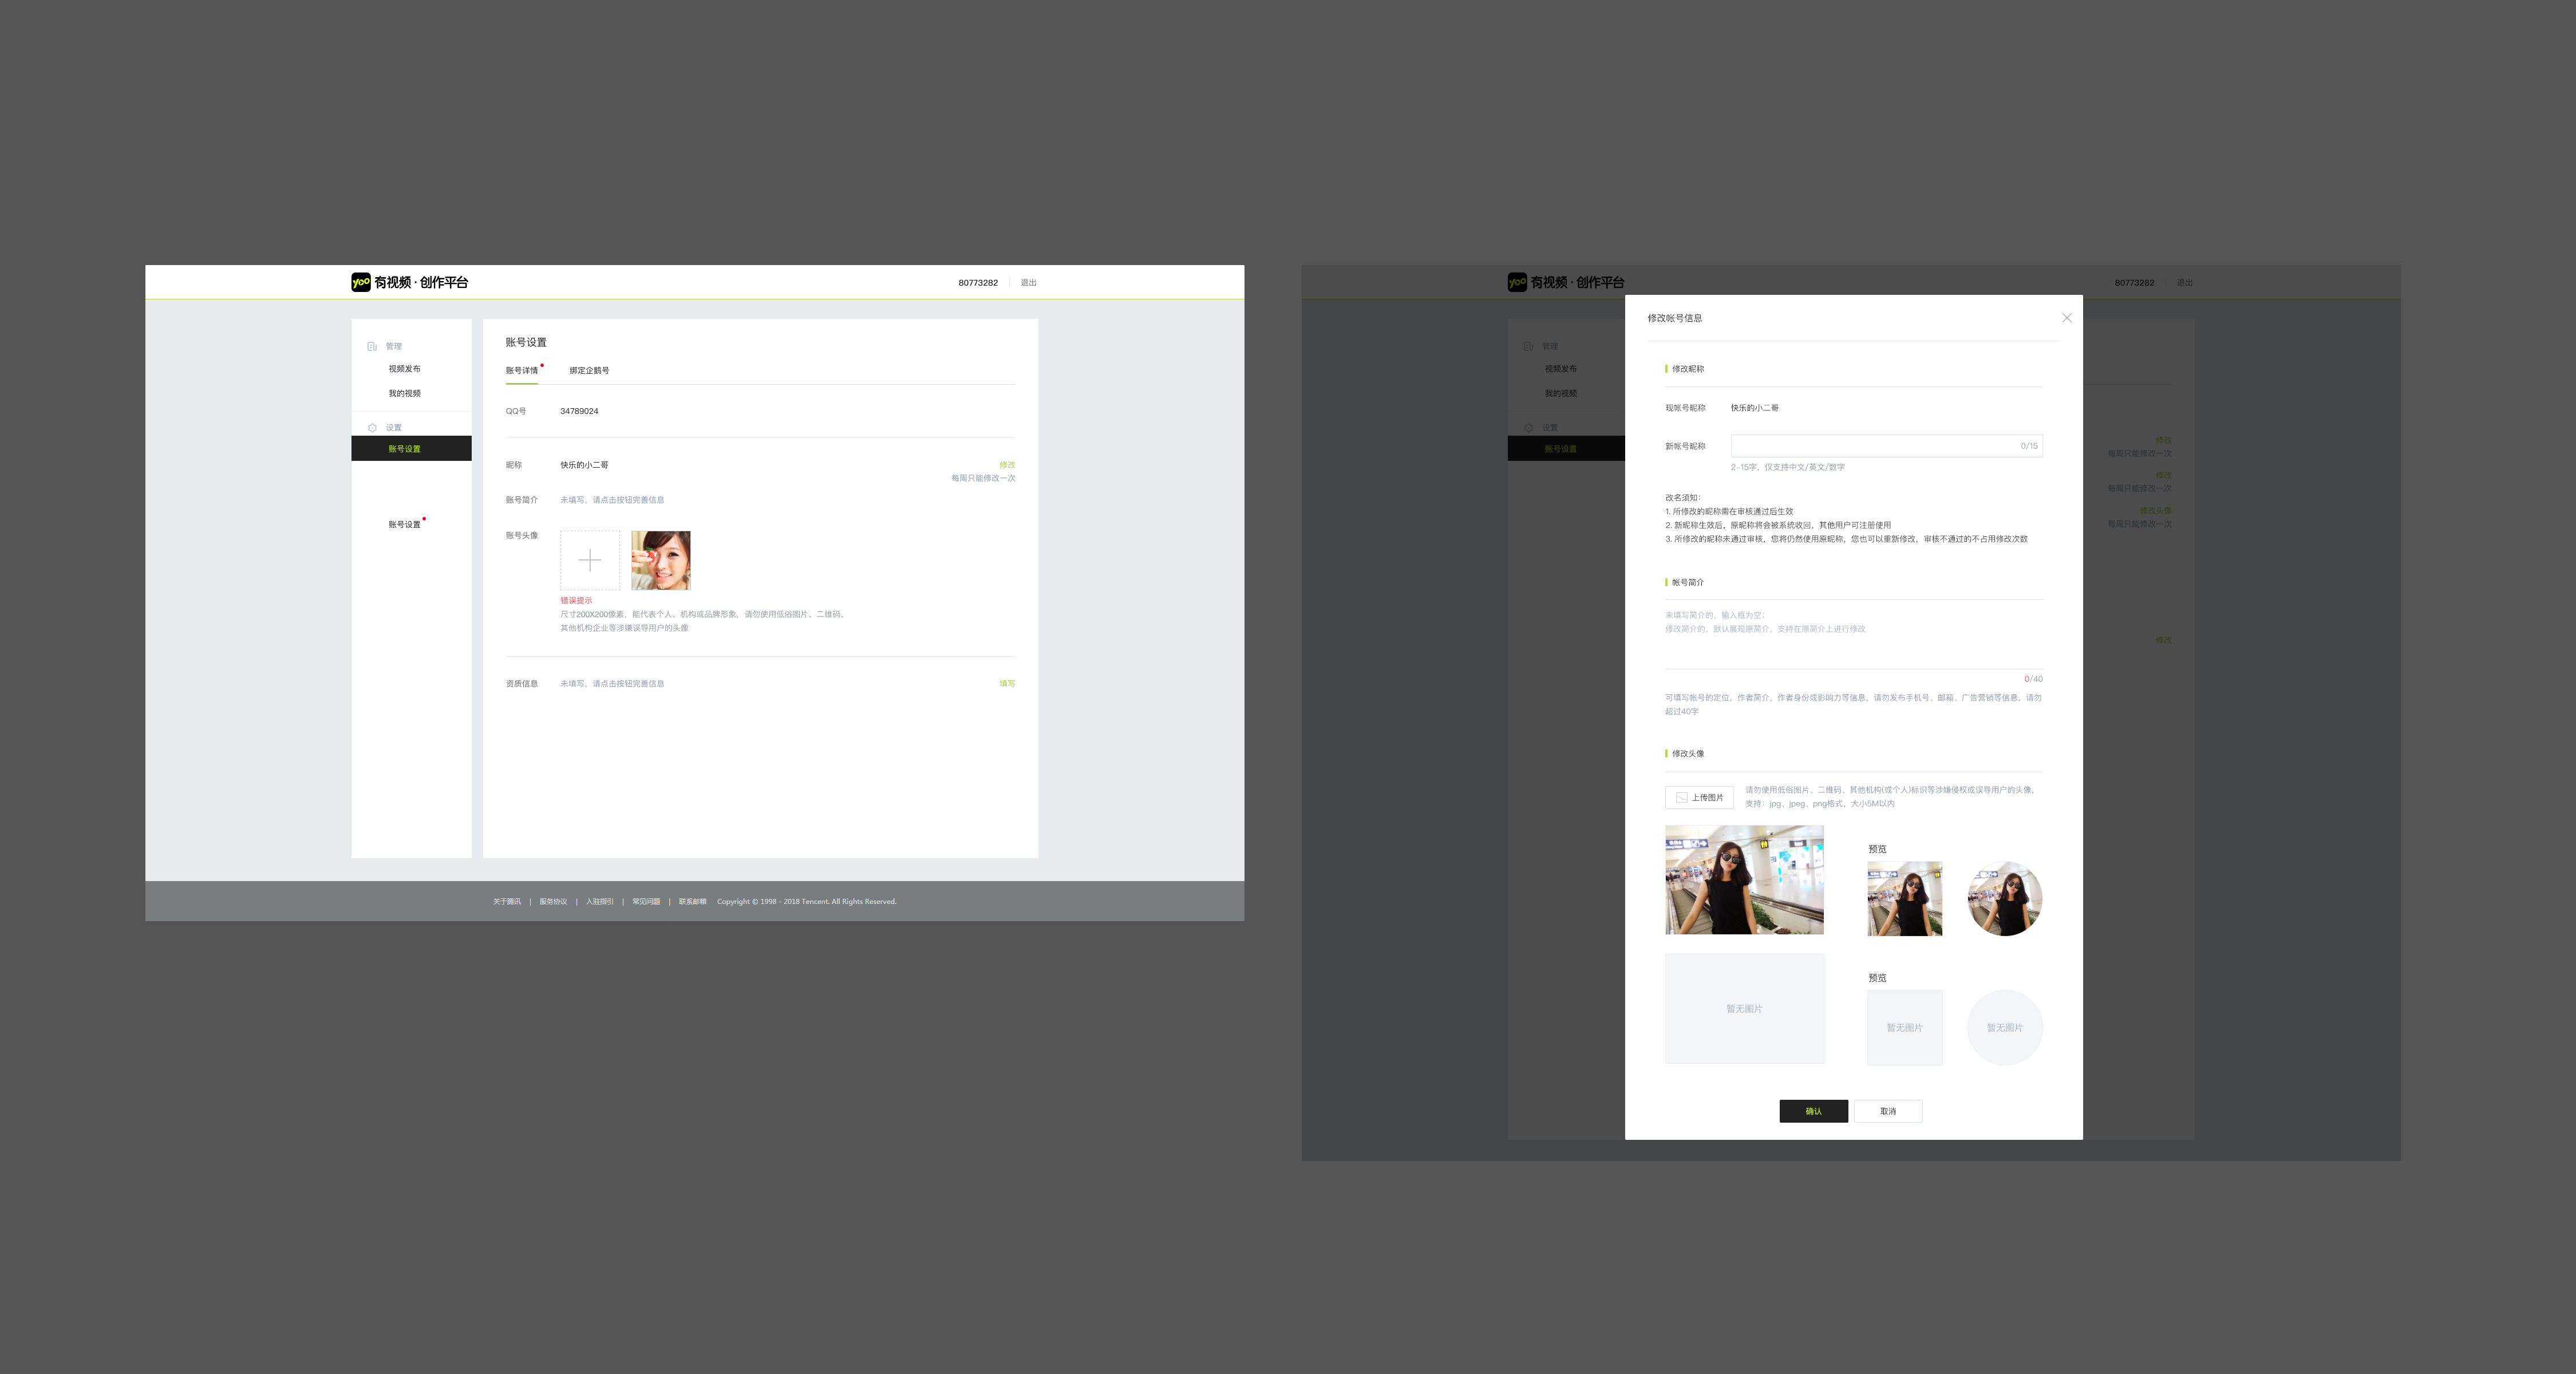 yoo 有视频 · 创作平台
80773282
退出
管理
视频发布
我的视频
设置
账号设置
账号设置
账号设置
账号详情
绑定企鹅号
QQ号
34789024
昵称
快乐的小二哥
修改
每周只能修改一次
账号简介
未填写，请点击按钮完善信息
账号头像
错误提示
尺寸200X200像素，能代表个人、机构或品牌形象，请勿使用低俗图片、二维码、
其他机构企业等涉嫌误导用户的头像
资质信息
未填写，请点击按钮完善信息
填写
关于腾讯 | 服务协议 | 入驻指引 | 常见问题 | 联系邮箱 Copyright © 1998 - 2018 Tencent. All Rights Reserved.
yoo 有视频 · 创作平台
80773282
退出
管理
视频发布
我的视频
设置
账号设置
修改
每周只能修改一次
修改
每周只能修改一次
修改头像
每周只能修改一次
修改
修改帐号信息
修改昵称
现帐号昵称
快乐的小二哥
新帐号昵称
0/15
2-15字，仅支持中文/英文/数字
改名须知：
1. 所修改的昵称需在审核通过后生效
2. 新昵称生效后，原昵称将会被系统收回，其他用户可注册使用
3. 所修改的昵称未通过审核，您将仍然使用原昵称，您也可以重新修改，审核不通过的不占用修改次数
帐号简介
未填写简介的，输入框为空；
修改简介的，默认展现原简介，支持在原简介上进行修改
0/40
可填写帐号的定位，作者简介，作者身份或影响力等信息，请勿发布手机号、邮箱、广告营销等信息，请勿
超过40字
修改头像
上传图片
请勿使用低俗图片、二维码、其他机构(或个人)标识等涉嫌侵权或误导用户的头像。
支持：jpg、jpeg、png格式，大小5M以内
预览
预览
暂无图片
暂无图片
暂无图片
确认
取消